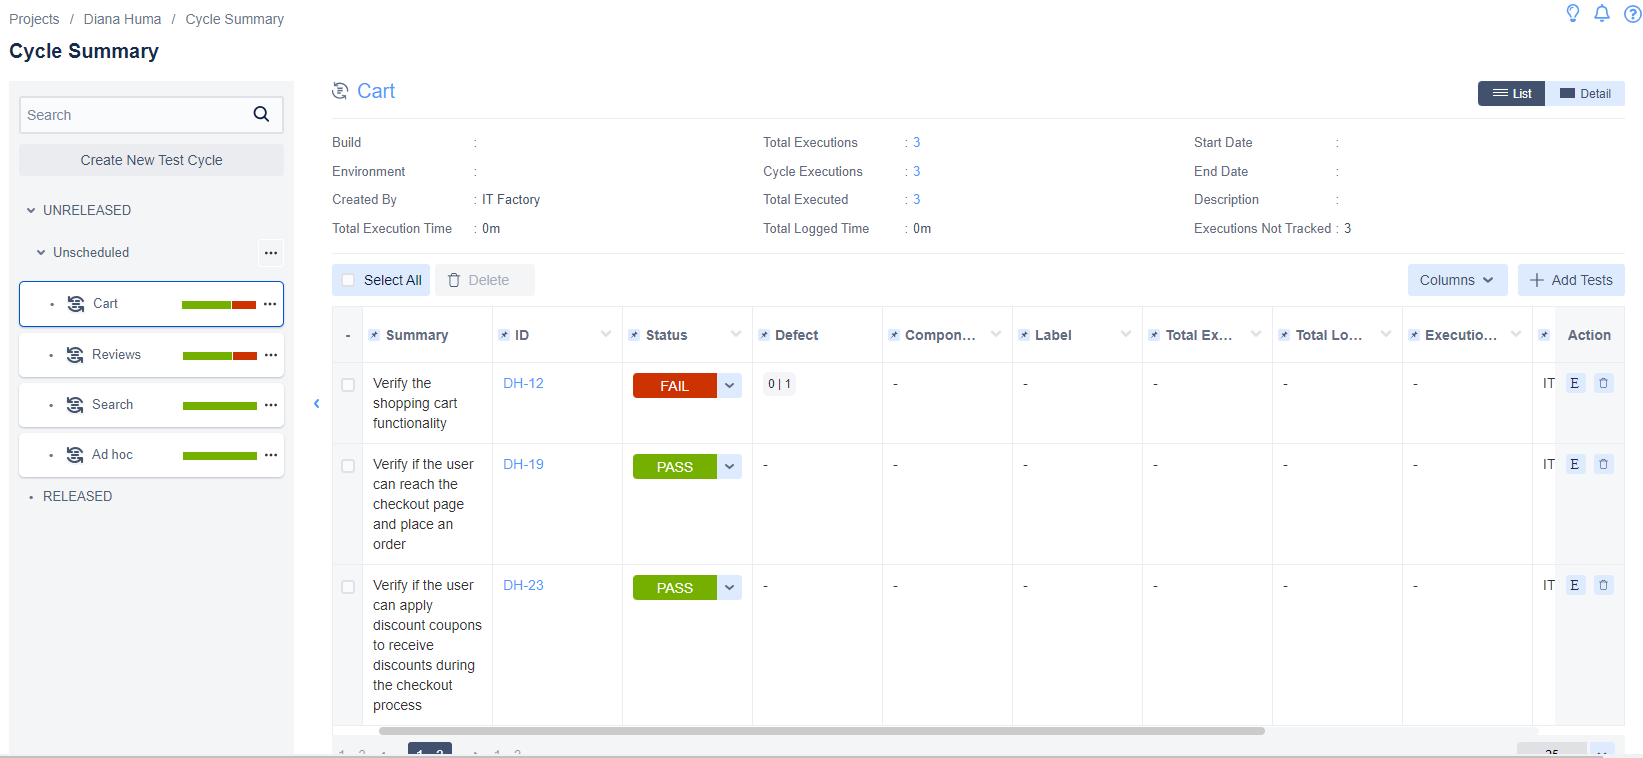 Projects / Diana Huma / Cycle Summary
Cycle Summary
Search
Create New Test Cycle
UNRELEASED
Unscheduled
Cart
Reviews
Search
Ad hoc
RELEASED
Cart
List
Detail
Build :
Environment :
Created By : IT Factory
Total Execution Time : 0m
Total Executions : 3
Cycle Executions : 3
Total Executed : 3
Total Logged Time : 0m
Start Date :
End Date :
Description :
Executions Not Tracked : 3
Select All
Delete
Columns
Add Tests
- Summary ID Status Defect Compon... Label Total Ex... Total Lo... Executio... Action
Verify the
shopping cart
functionality
DH-12 FAIL 0 | 1 - - - - - IT E
Verify if the user
can reach the
checkout page
and place an
order
DH-19 PASS - - - - - - IT E
Verify if the user
can apply
discount coupons
to receive
discounts during
the checkout
process
DH-23 PASS - - - - - - IT E
25